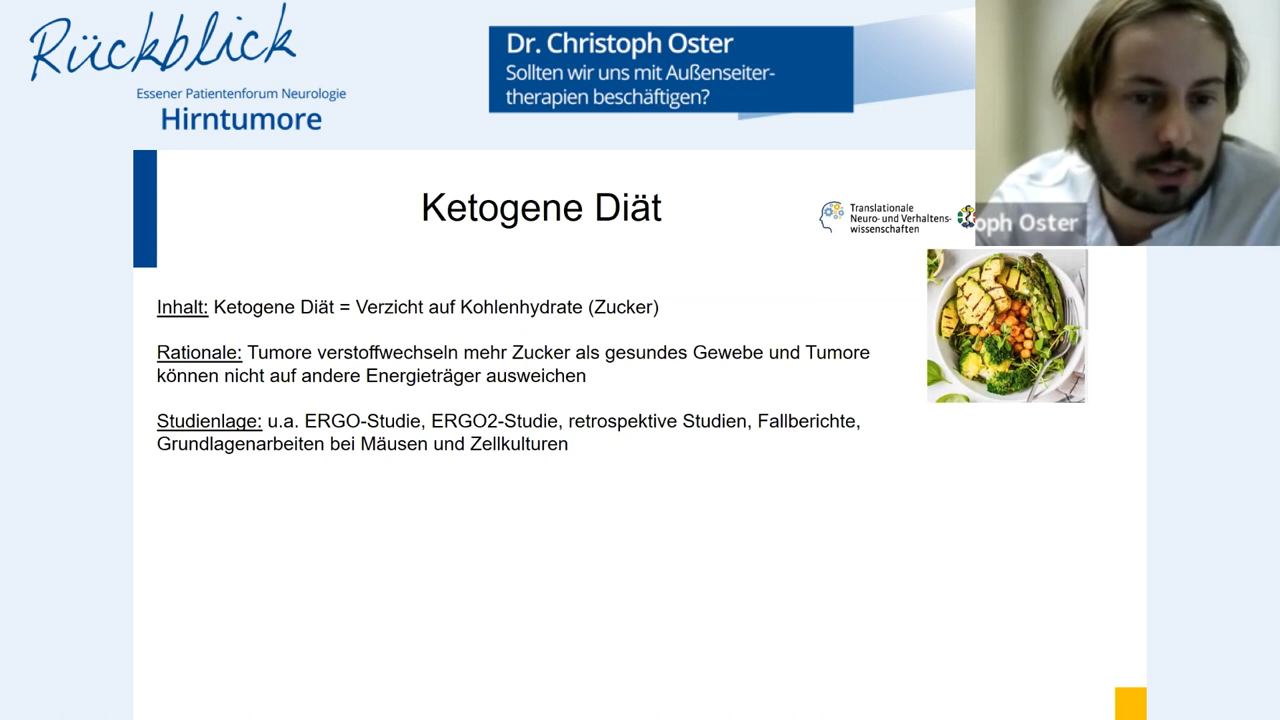 Rückblick
Essener Patientenforum Neurologie
Hirntumore
Dr. Christoph Oster
Sollten wir uns mit Außenseiter-
therapien beschäftigen?
Ketogene Diät
Translationale
Neuro- und Verhaltens-
wissenschaften
oph Oster
Inhalt: Ketogene Diät = Verzicht auf Kohlenhydrate (Zucker)
Rationale: Tumore verstoffwechseln mehr Zucker als gesundes Gewebe und Tumore
können nicht auf andere Energieträger ausweichen
Studienlage: u.a. ERGO-Studie, ERGO2-Studie, retrospektive Studien, Fallberichte,
Grundlagenarbeiten bei Mäusen und Zellkulturen